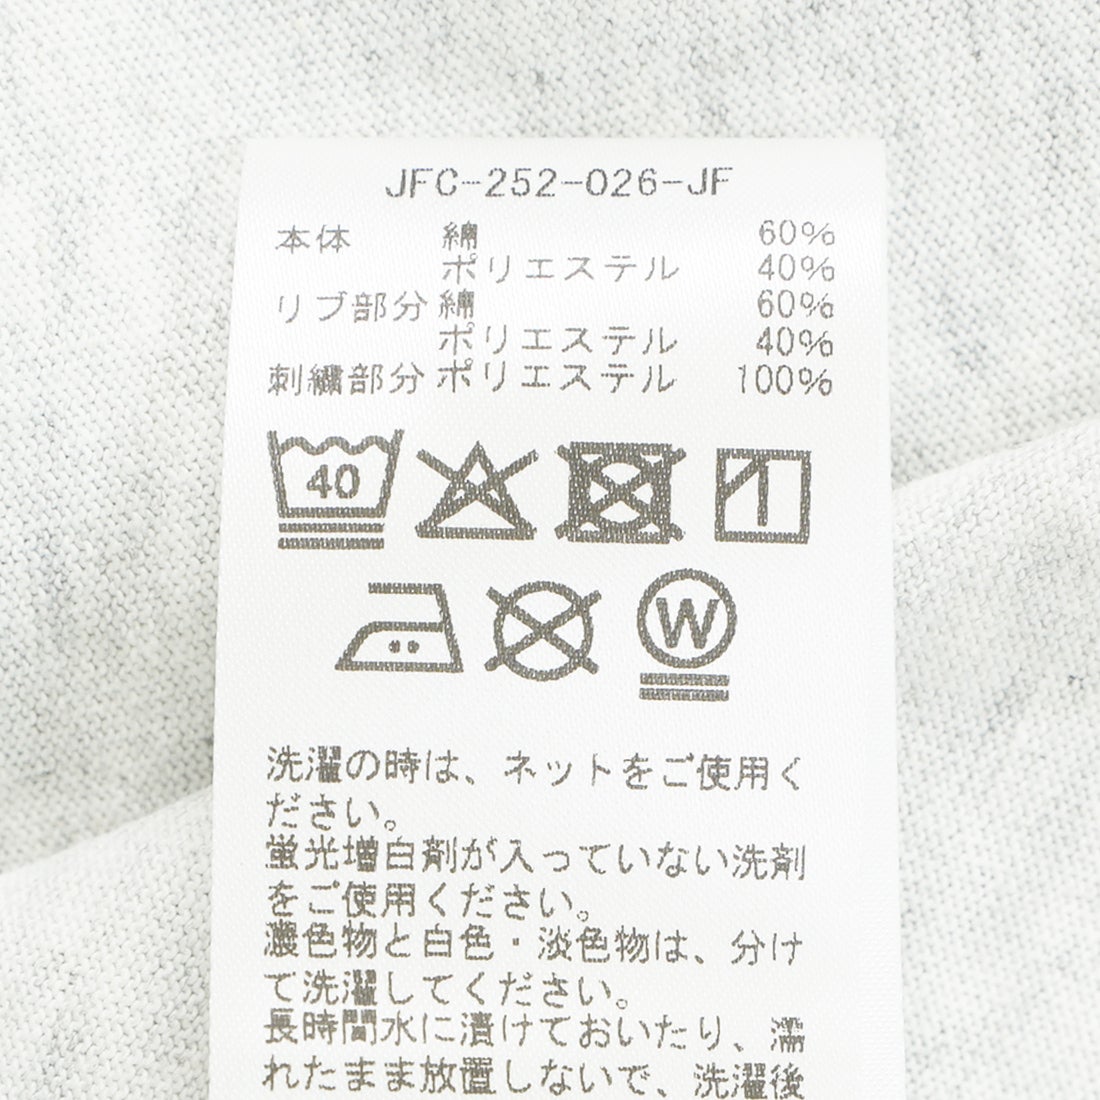 JFC-252-026-JF
本体 綿 60%
ポリエステル 40%
リブ部分 綿 60%
ポリエステル 40%
刺繍部分 ポリエステル 100%
40
W
洗濯の時は、ネットをご使用く
ださい。
蛍光増白剤が入っていない洗剤
をご使用ください。
濃色物と白色・淡色物は、分け
て洗濯してください。
長時間水に漬けておいたり、濡
れたまま放置しないで、洗濯後